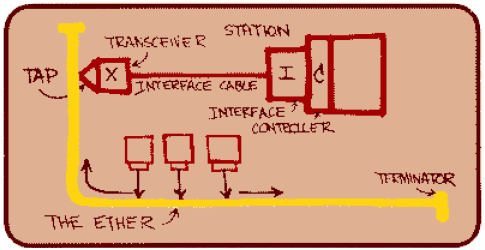 TRANSCEIVER
STATION
TAP
X
I
C
INTERFACE CABLE
INTERFACE
CONTROLLER
TERMINATOR
THE ETHER